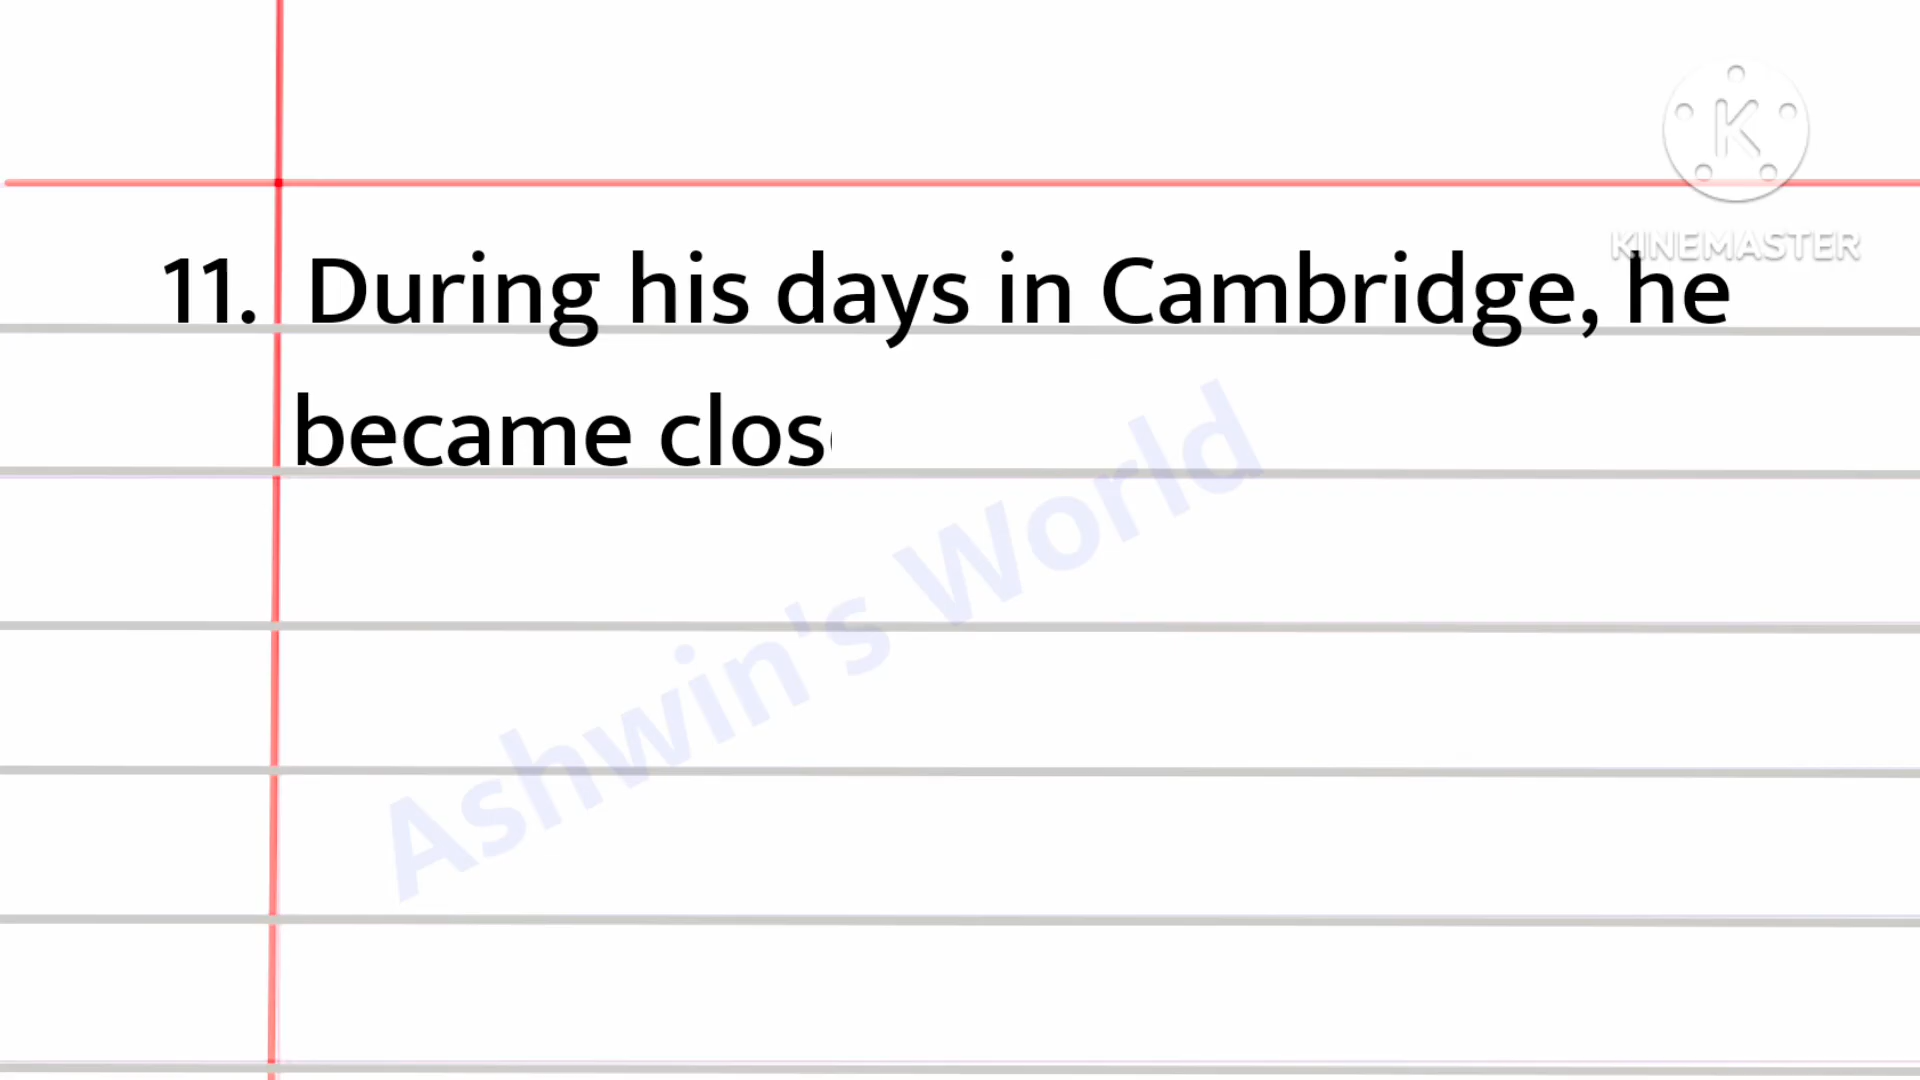 KINEMASTER
11. During his days in Cambridge, he
became clos
Ashwin's World